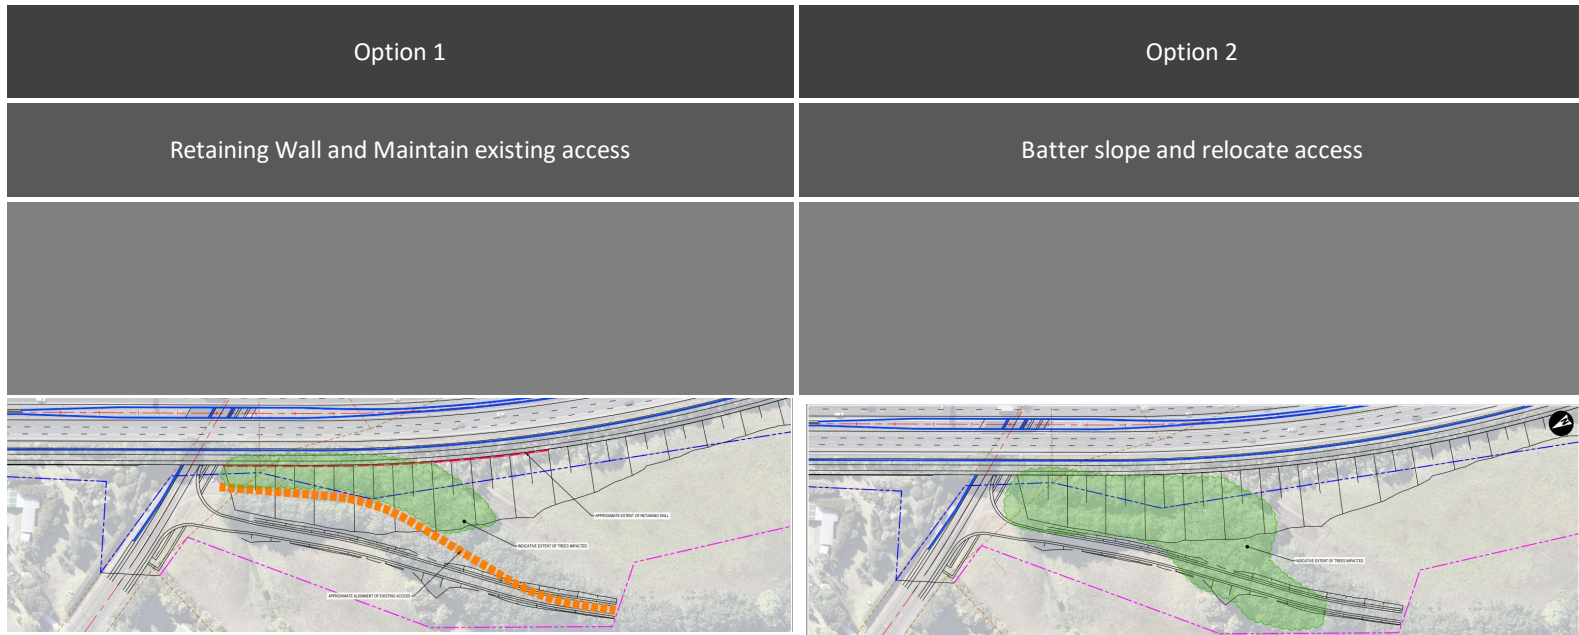 Option 1
Option 2
Retaining Wall and Maintain existing access
Batter slope and relocate access
APPROXIMATE EXTENT OF RETAINING WALL
INDICATIVE EXTENT OF TREES IMPACTED
APPROXIMATE ALIGNMENT OF EXISTING ACCESS
INDICATIVE EXTENT OF TREES IMPACTED